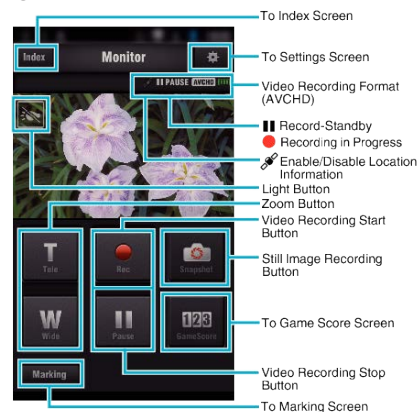 To Index Screen
Index
Monitor
To Settings Screen
PAUSE AVCHD
Video Recording Format
(AVCHD)
Record-Standby
Recording in Progress
Enable/Disable Location
Information
Light Button
Zoom Button
Video Recording Start
Button
T
Tele
Rec
Snapshot
Still Image Recording
Button
W
Wide
Pause
123
GameScore
To Game Score Screen
Marking
Video Recording Stop
Button
To Marking Screen